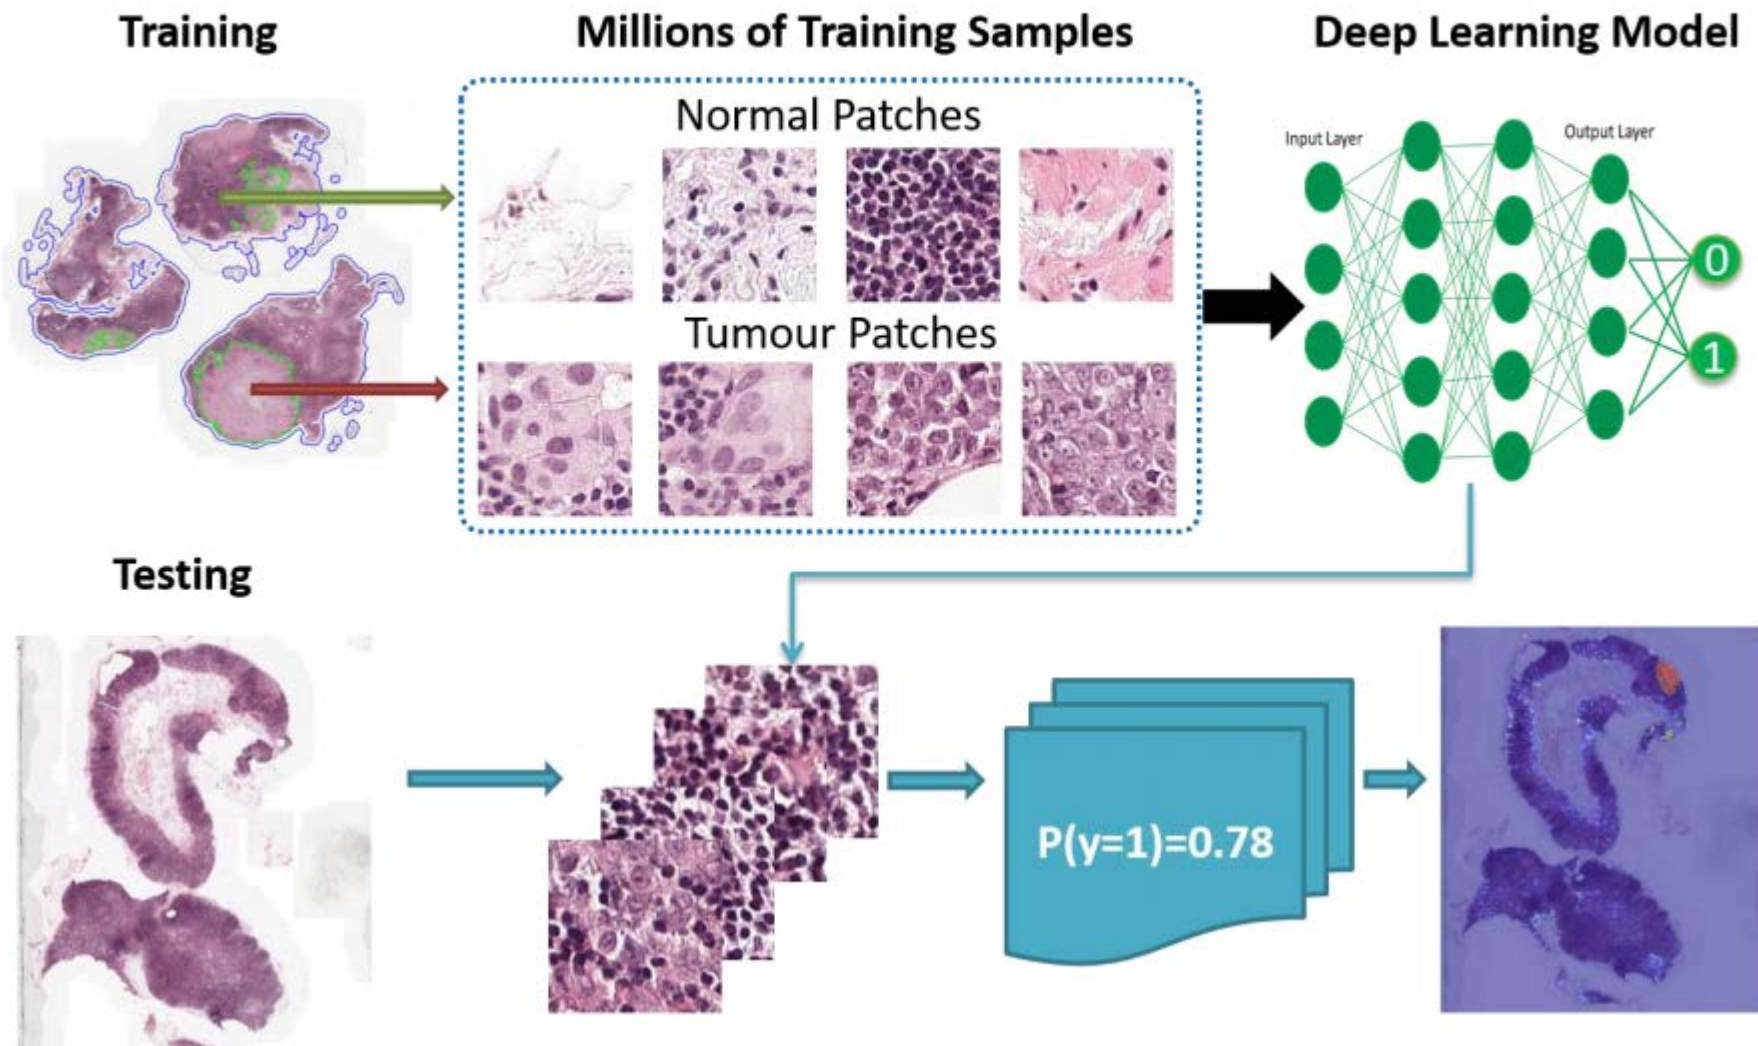 Training
Millions of Training Samples
Deep Learning Model
Normal Patches
Input Layer
Output Layer
0
Tumour Patches
1
Testing
P(y=1)=0.78